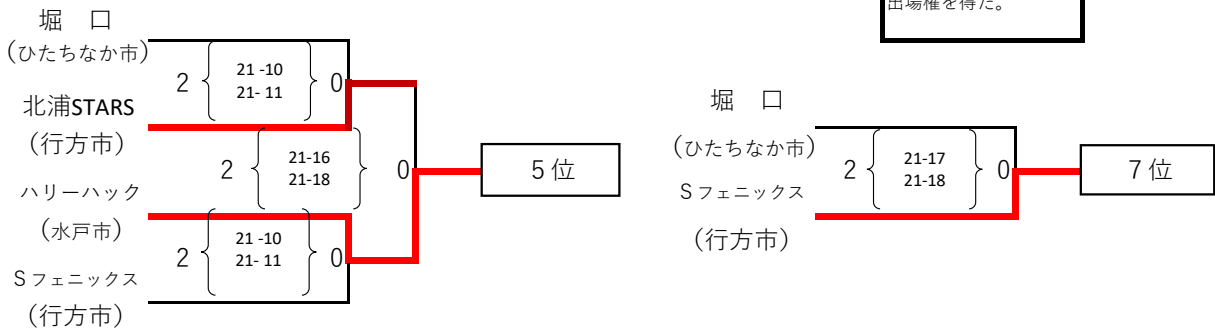 出場権を得た。
堀　口
（ひたちなか市）
2 21 -10 0
21- 11
北浦STARS
（行方市）
2 21-16 0
21-18
5位
ハリーハック
（水戸市）
2 21 -10 0
21- 11
Sフェニックス
（行方市）
堀　口
（ひたちなか市）
2 21-17 0
21-18
7位
Sフェニックス
（行方市）